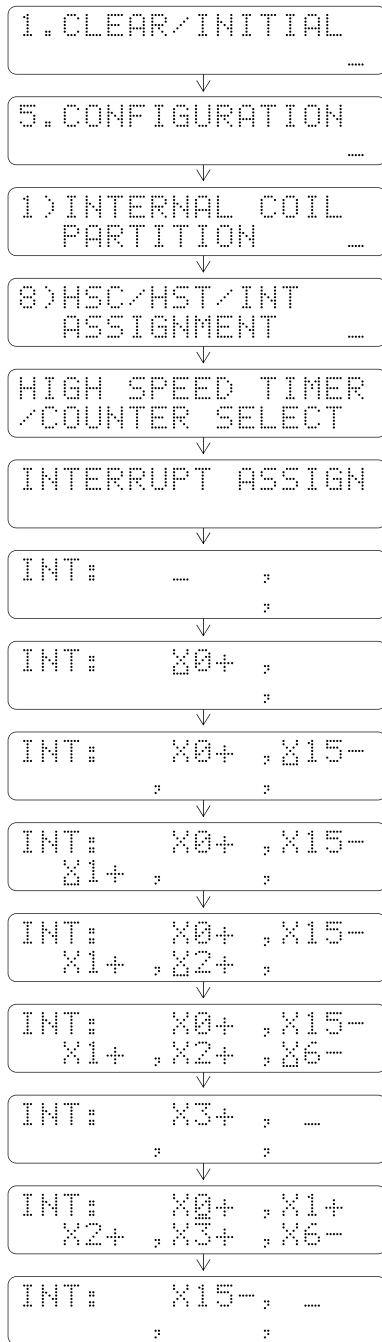 1.CLEAR/INITIAL
_
5.CONFIGURATION
_
1)INTERNAL COIL
PARTITION _
8)HSC/HST/INT
ASSIGNMENT _
HIGH SPEED TIMER
/COUNTER SELECT
INTERRUPT ASSIGN
INT: _ ,
,
INT: X0+ ,
,
INT: X0+ ,X15-
, ,
INT: X0+ ,X15-
X1+ , ,
INT: X0+ ,X15-
X1+ ,X2+ ,
INT: X0+ ,X15-
X1+ ,X2+ ,X6-
INT: X3+ , _
, ,
INT: X0+ ,X1+
X2+ ,X3+ ,X6-
INT: X15-, _
, ,